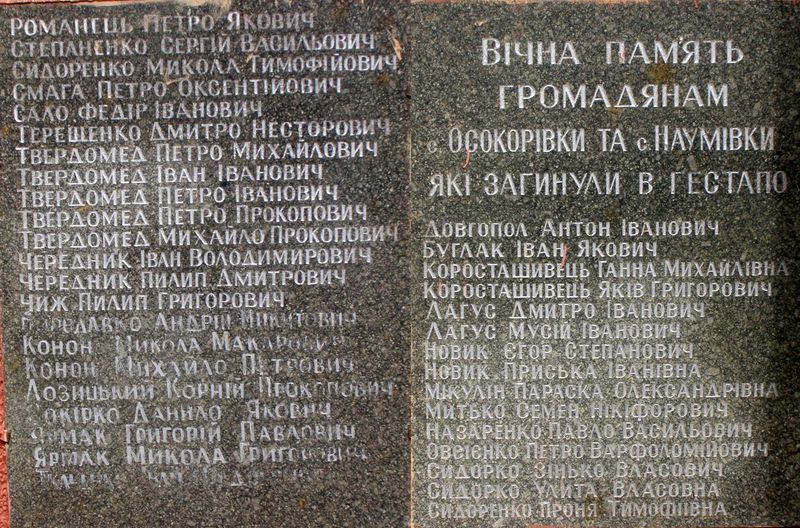 РОМАНЕЦЬ ПЕТРО ЯКОВИЧ
СТЕПАНЕНКО СЕРГІЙ ВАСИЛЬОВИЧ
СИДОРЕНКО МИКОЛА ТИМОФІЙОВИЧ
СМАГА ПЕТРО ОКСЕНТІЙОВИЧ
САЛО ФЕДІР ІВАНОВИЧ
ТЕРЕЩЕНКО ДМИТРО НЕСТОРОВИЧ
ТВЕРДОМЕД ПЕТРО МИХАЙЛОВИЧ
ТВЕРДОМЕД ІВАН ІВАНОВИЧ
ТВЕРДОМЕД ПЕТРО ІВАНОВИЧ
ТВЕРДОМЕД ПЕТРО ПРОКОПОВИЧ
ТВЕРДОМЕД МИХАЙЛО ПРОКОПОВИЧ
ЧЕРЕДНИК ІВАН ВОЛОДИМИРОВИЧ
ЧЕРЕДНИК ПИЛИП ДМИТРОВИЧ
ЧИЖ ПИЛИП ГРИГОРОВИЧ
АНДРІЙ МИКИТОВИЧ
КОНОН МИКОЛА МАКАРОВИЧ
КОНОН МИХАЙЛО ПЕТРОВИЧ
ЛОЗИЦЬКИЙ КОРНІЙ ПРОКОПОВИЧ
ДАНИЛО ЯКОВИЧ
ЯРМАК ГРИГОРІЙ ПАВЛОВИЧ
ЯРМАК МИКОЛА ГРИГОРОВИЧ
ВІЧНА ПАМ'ЯТЬ
ГРОМАДЯНАМ
с. ОСОКОРІВКИ ТА с. НАУМІВКИ
ЯКІ ЗАГИНУЛИ В ГЕСТАПО
ДОВГОПОЛ АНТОН ІВАНОВИЧ
БУГЛАК ІВАН ЯКОВИЧ
КОРОСТАШИВЕЦЬ ГАННА МИХАЙЛІВНА
КОРОСТАШИВЕЦЬ ЯКІВ ГРИГОРОВИЧ
ЛАГУС ДМИТРО ІВАНОВИЧ
ЛАГУС МУСІЙ ІВАНОВИЧ
НОВИК ЄГОР СТЕПАНОВИЧ
НОВИК ПРИСЬКА ІВАНІВНА
МІКУЛІН ПАРАСКА ОЛЕКСАНДРІВНА
МИТЬКО СЕМЕН НІКІФОРОВИЧ
НАЗАРЕНКО ПАВЛО ВАСИЛЬОВИЧ
ОВСІЄНКО ПЕТРО ВАРФОЛОМІЙОВИЧ
СИДОРКО ЗІНЬКО ВЛАСОВИЧ
СИДОРКО УЛИТА ВЛАСОВНА
СИДОРЕНКО ПРОНЯ ТИМОФІЇВНА